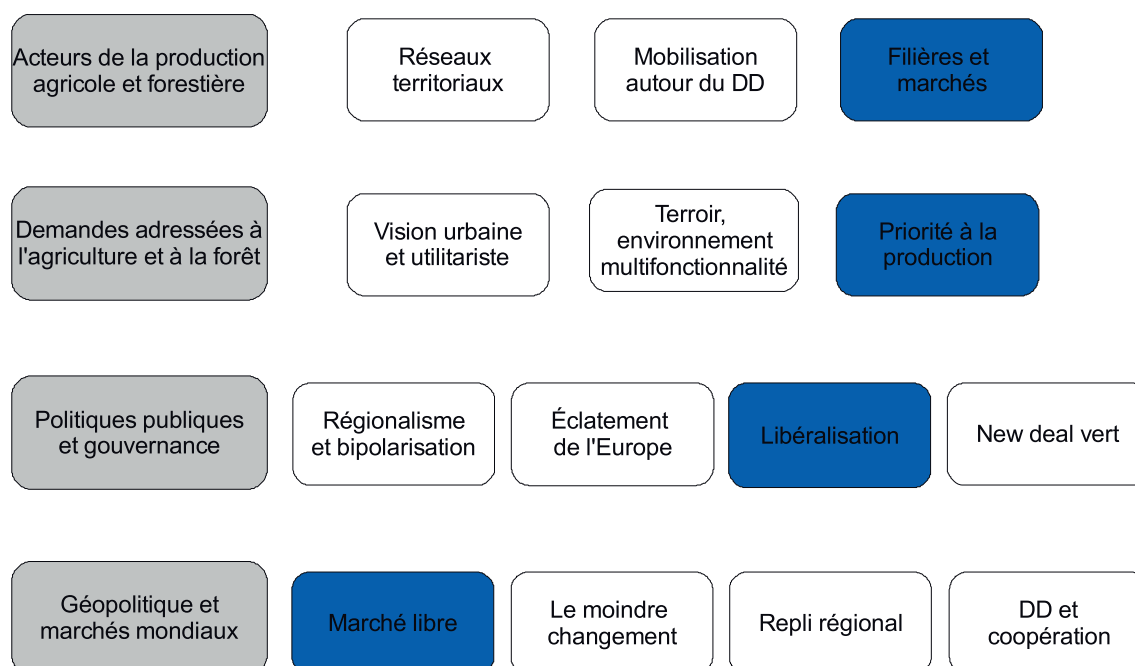 Acteurs de la production
agricole et forestière
Réseaux
territoriaux
Mobilisation
autour du DD
Filières et
marchés
Demandes adressées à
l'agriculture et à la forêt
Vision urbaine
et utilitariste
Terroir,
environnement
multifonctionnalité
Priorité à la
production
Politiques publiques
et gouvernance
Régionalisme
et bipolarisation
Éclatement
de l'Europe
Libéralisation
New deal vert
Géopolitique et
marchés mondiaux
Marché libre
Le moindre
changement
Repli régional
DD et
coopération